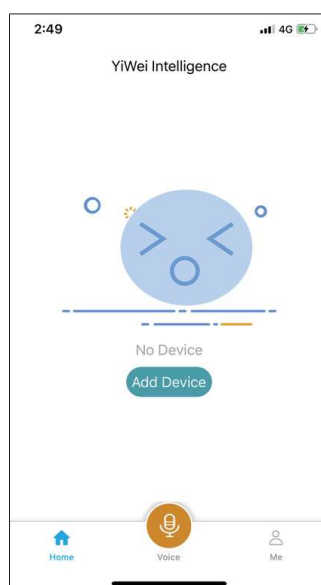 2:49 4G
YiWei Intelligence
No Device
Add Device
Home Voice Me